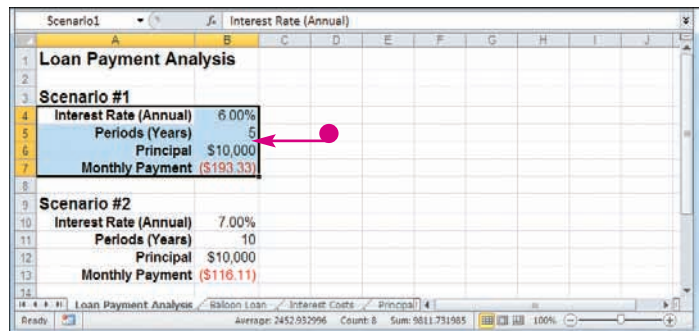 Scenario1 fx Interest Rate (Annual)
A B C D E F G H I J
1 Loan Payment Analysis
2
3 Scenario #1
4 Interest Rate (Annual) 6.00%
5 Periods (Years) 5
6 Principal $10,000
7 Monthly Payment ($193.33)
8
9 Scenario #2
10 Interest Rate (Annual) 7.00%
11 Periods (Years) 10
12 Principal $10,000
13 Monthly Payment ($116.11)
14
Loan Payment Analysis Balloon Loan Interest Costs Principal
Ready Average: 2452.932996 Count: 8 Sum: 9811.731985 100%